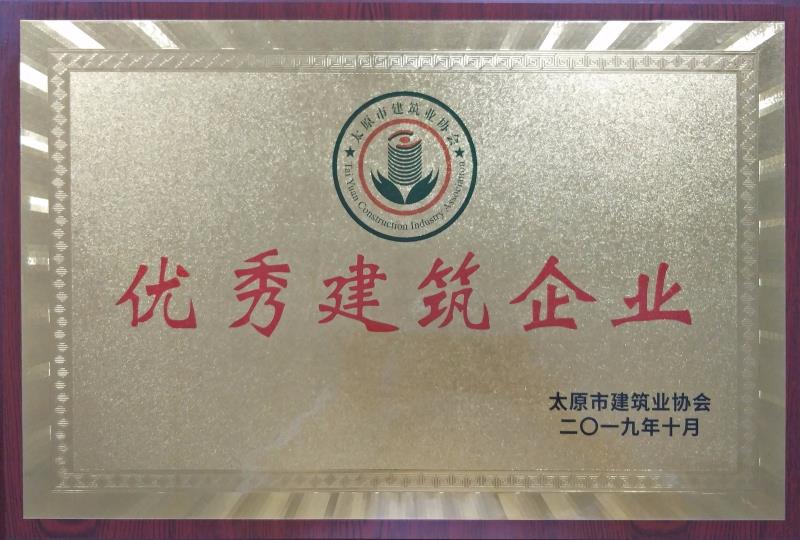 太原市建筑业协会
Tai Yuan Construction Industry Association
优秀建筑企业
太原市建筑业协会
二〇一九年十月